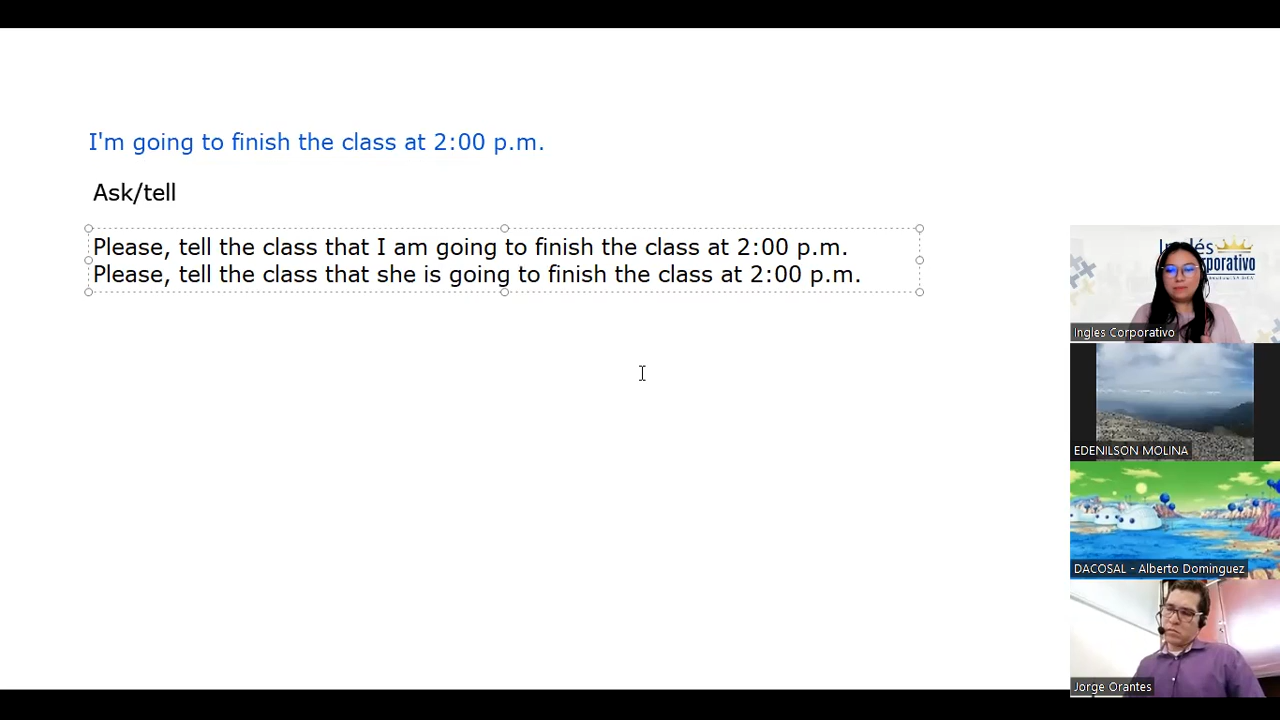 I'm going to finish the class at 2:00 p.m.
Ask/tell
Please, tell the class that I am going to finish the class at 2:00 p.m.
Please, tell the class that she is going to finish the class at 2:00 p.m.
Inglés
Corporativo
Ingles Corporativo
EDENILSON MOLINA
DACOSAL - Alberto Dominguez
Jorge Orantes